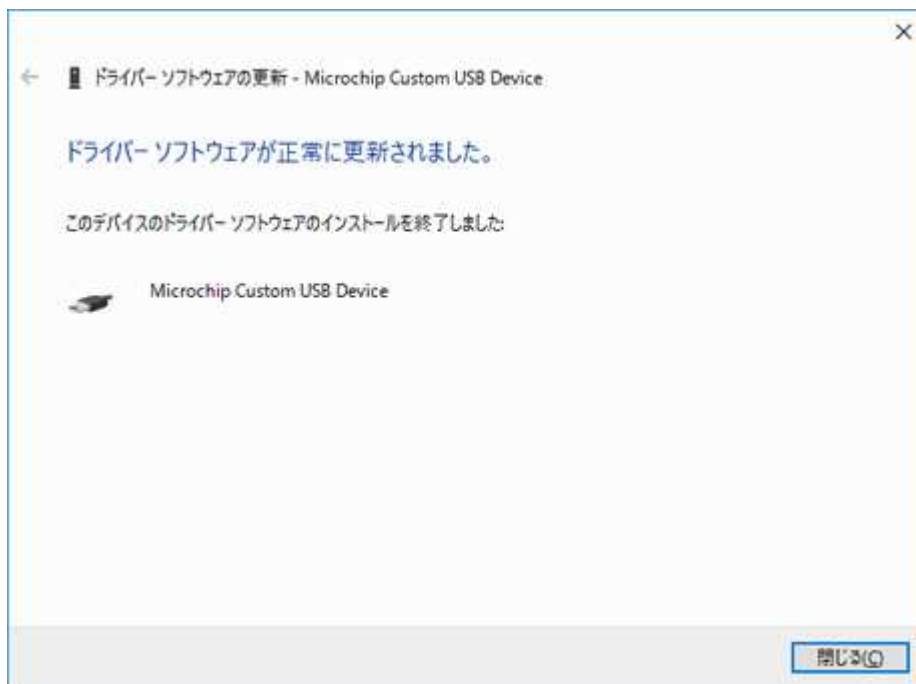 ドライバー ソフトウェアの更新 - Microchip Custom USB Device
ドライバー ソフトウェアが正常に更新されました。
このデバイスのドライバー ソフトウェアのインストールを終了しました:
Microchip Custom USB Device
閉じる(C)